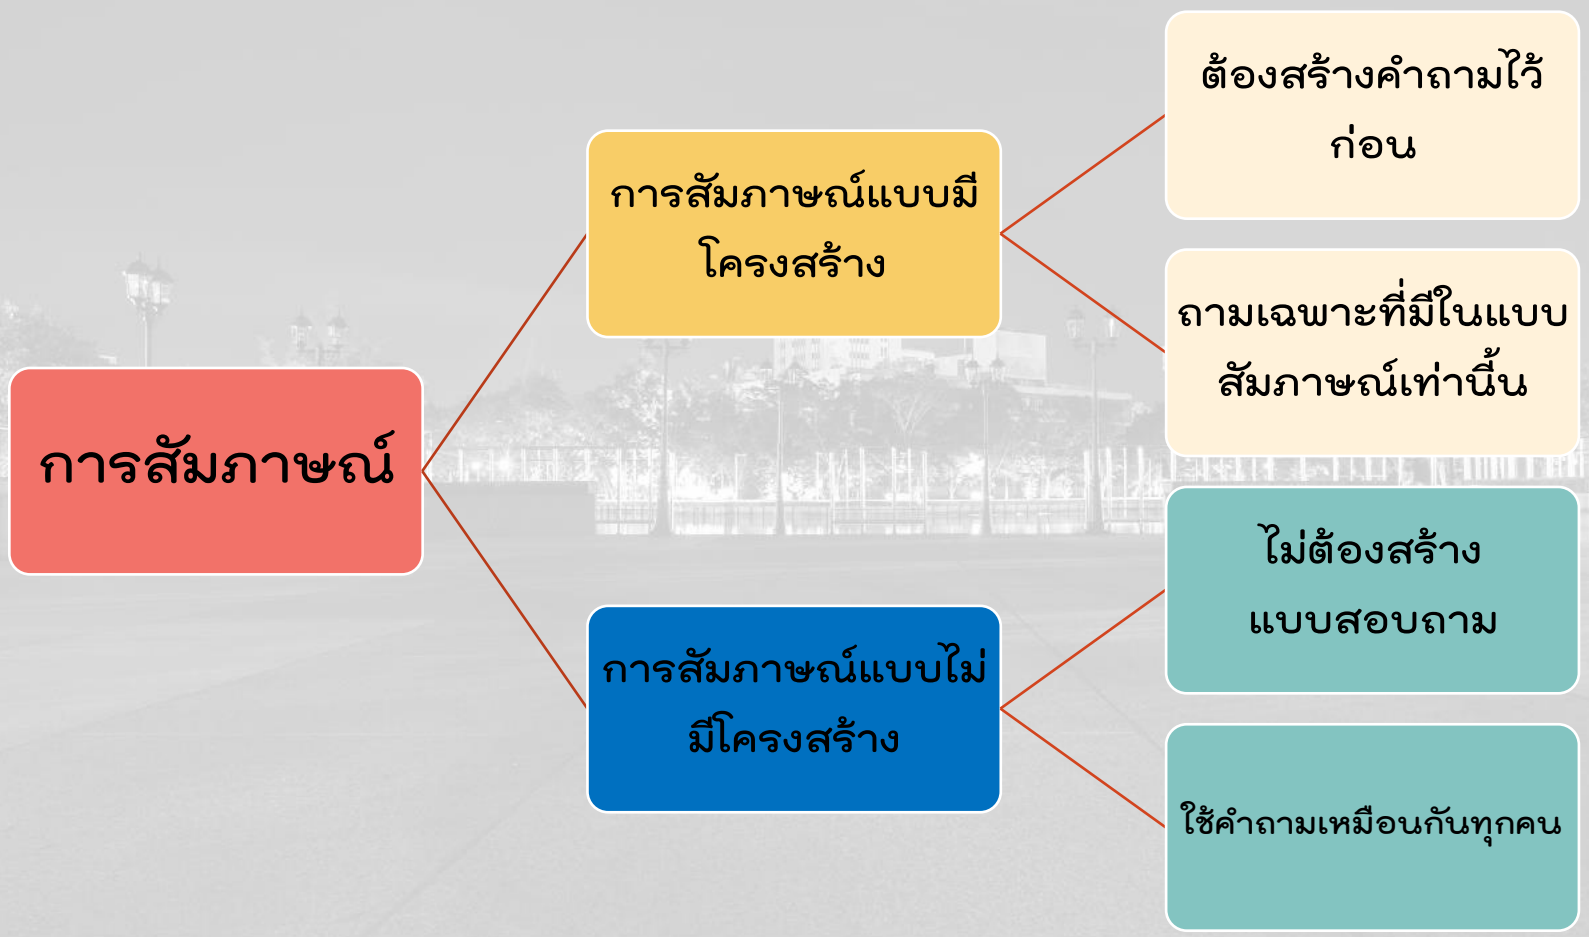 การสัมภาษณ์
การสัมภาษณ์แบบมี
โครงสร้าง
ต้องสร้างคำถามไว้
ก่อน
ถามเฉพาะที่มีในแบบ
สัมภาษณ์เท่านี้น
การสัมภาษณ์แบบไม่
มีโครงสร้าง
ไม่ต้องสร้าง
แบบสอบถาม
ใช้คำถามเหมือนกันทุกคน